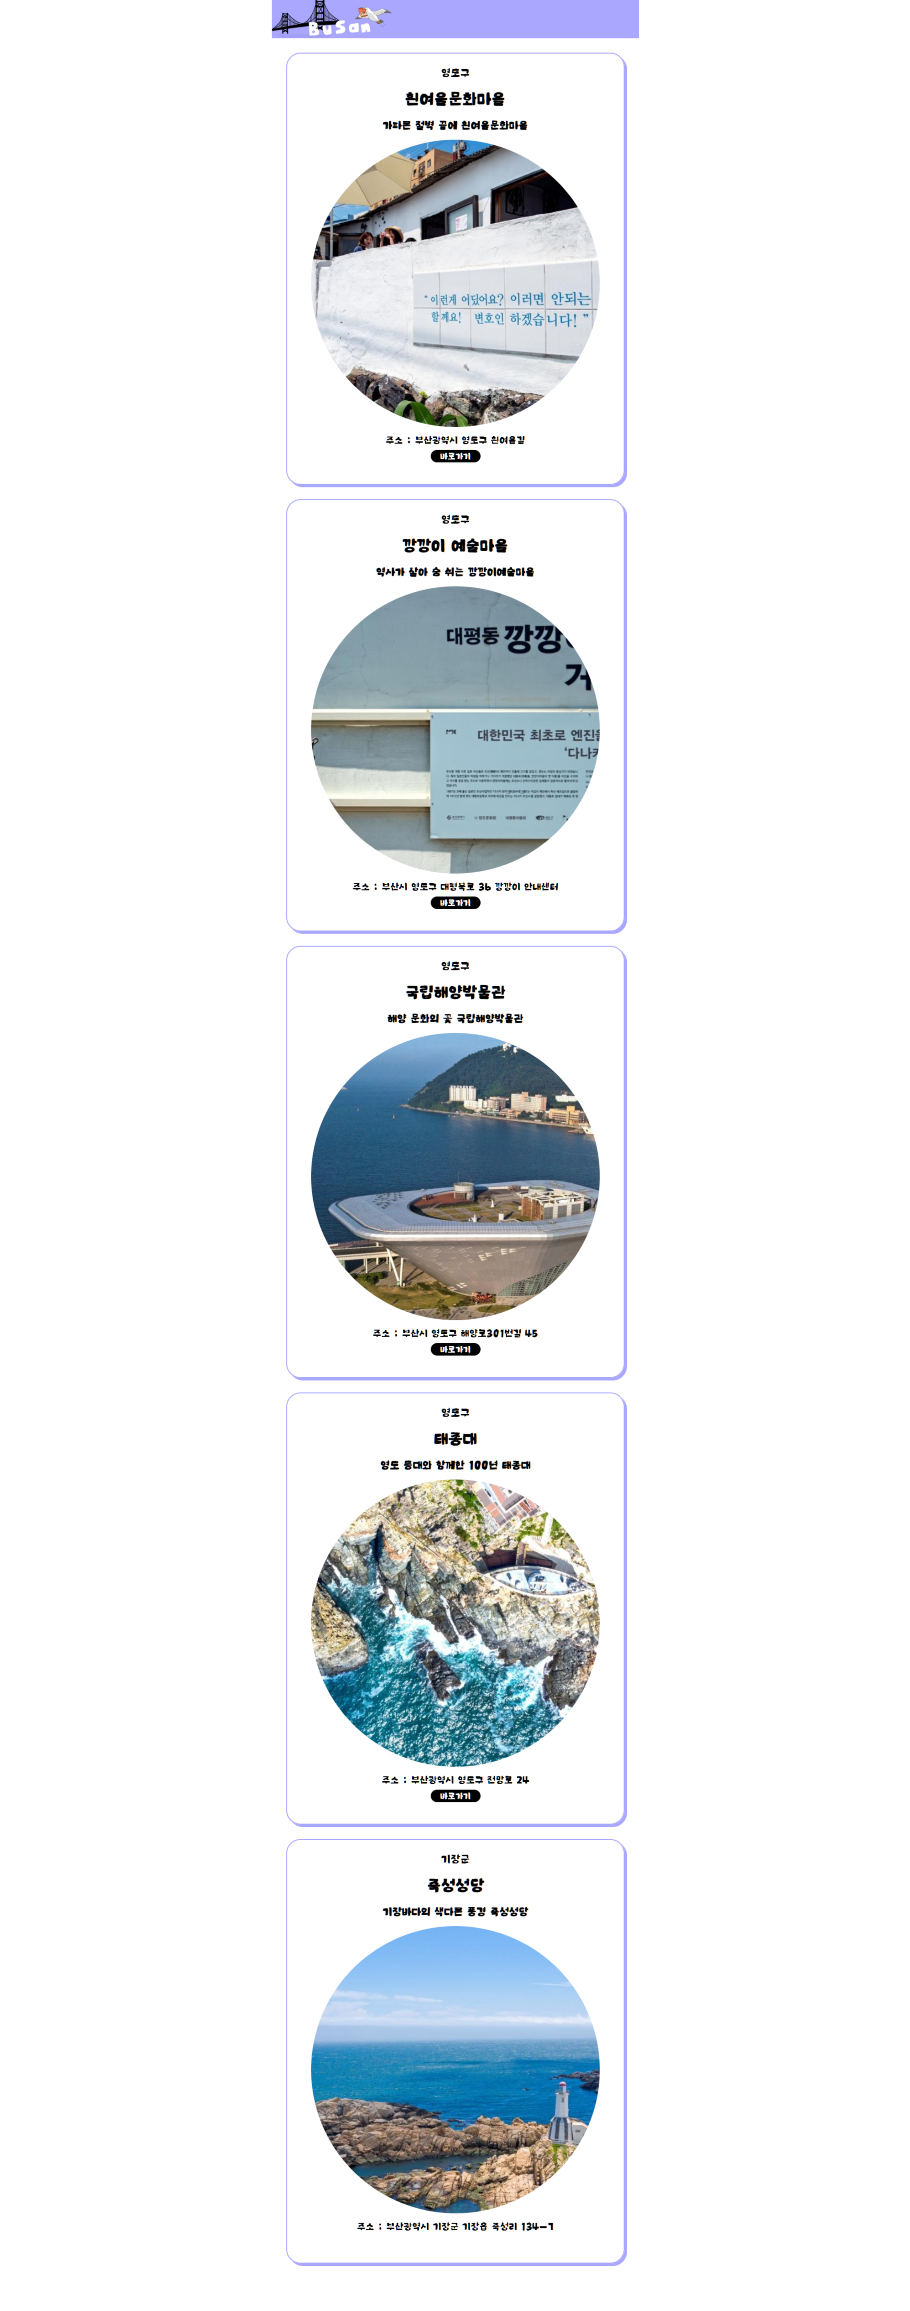 BuSan
영도구
흰여울문화마을
가파른 절벽 끝에 흰여울문화마을
“ 이런게 어딨어요? 이러면 안되는
할게요! 변호인 하겠습니다! ”
주소 : 부산광역시 영도구 흰여울길
바로가기
영도구
깡깡이 예술마을
역사가 살아 숨 쉬는 깡깡이예술마을
대평동 깡깡
거
대한민국 최초로 엔진을
‘다나카
주소 : 부산시 영도구 대평북로 36 깡깡이 안내센터
바로가기
영도구
국립해양박물관
해양 문화의 꽃 국립해양박물관
주소 : 부산시 영도구 해양로301번길 45
바로가기
영도구
태종대
영도 등대와 함께한 100년 태종대
주소 : 부산광역시 영도구 전망로 24
바로가기
기장군
죽성성당
기장바다의 색다른 풍경 죽성성당
주소 : 부산광역시 기장군 기장읍 죽성리 134-7